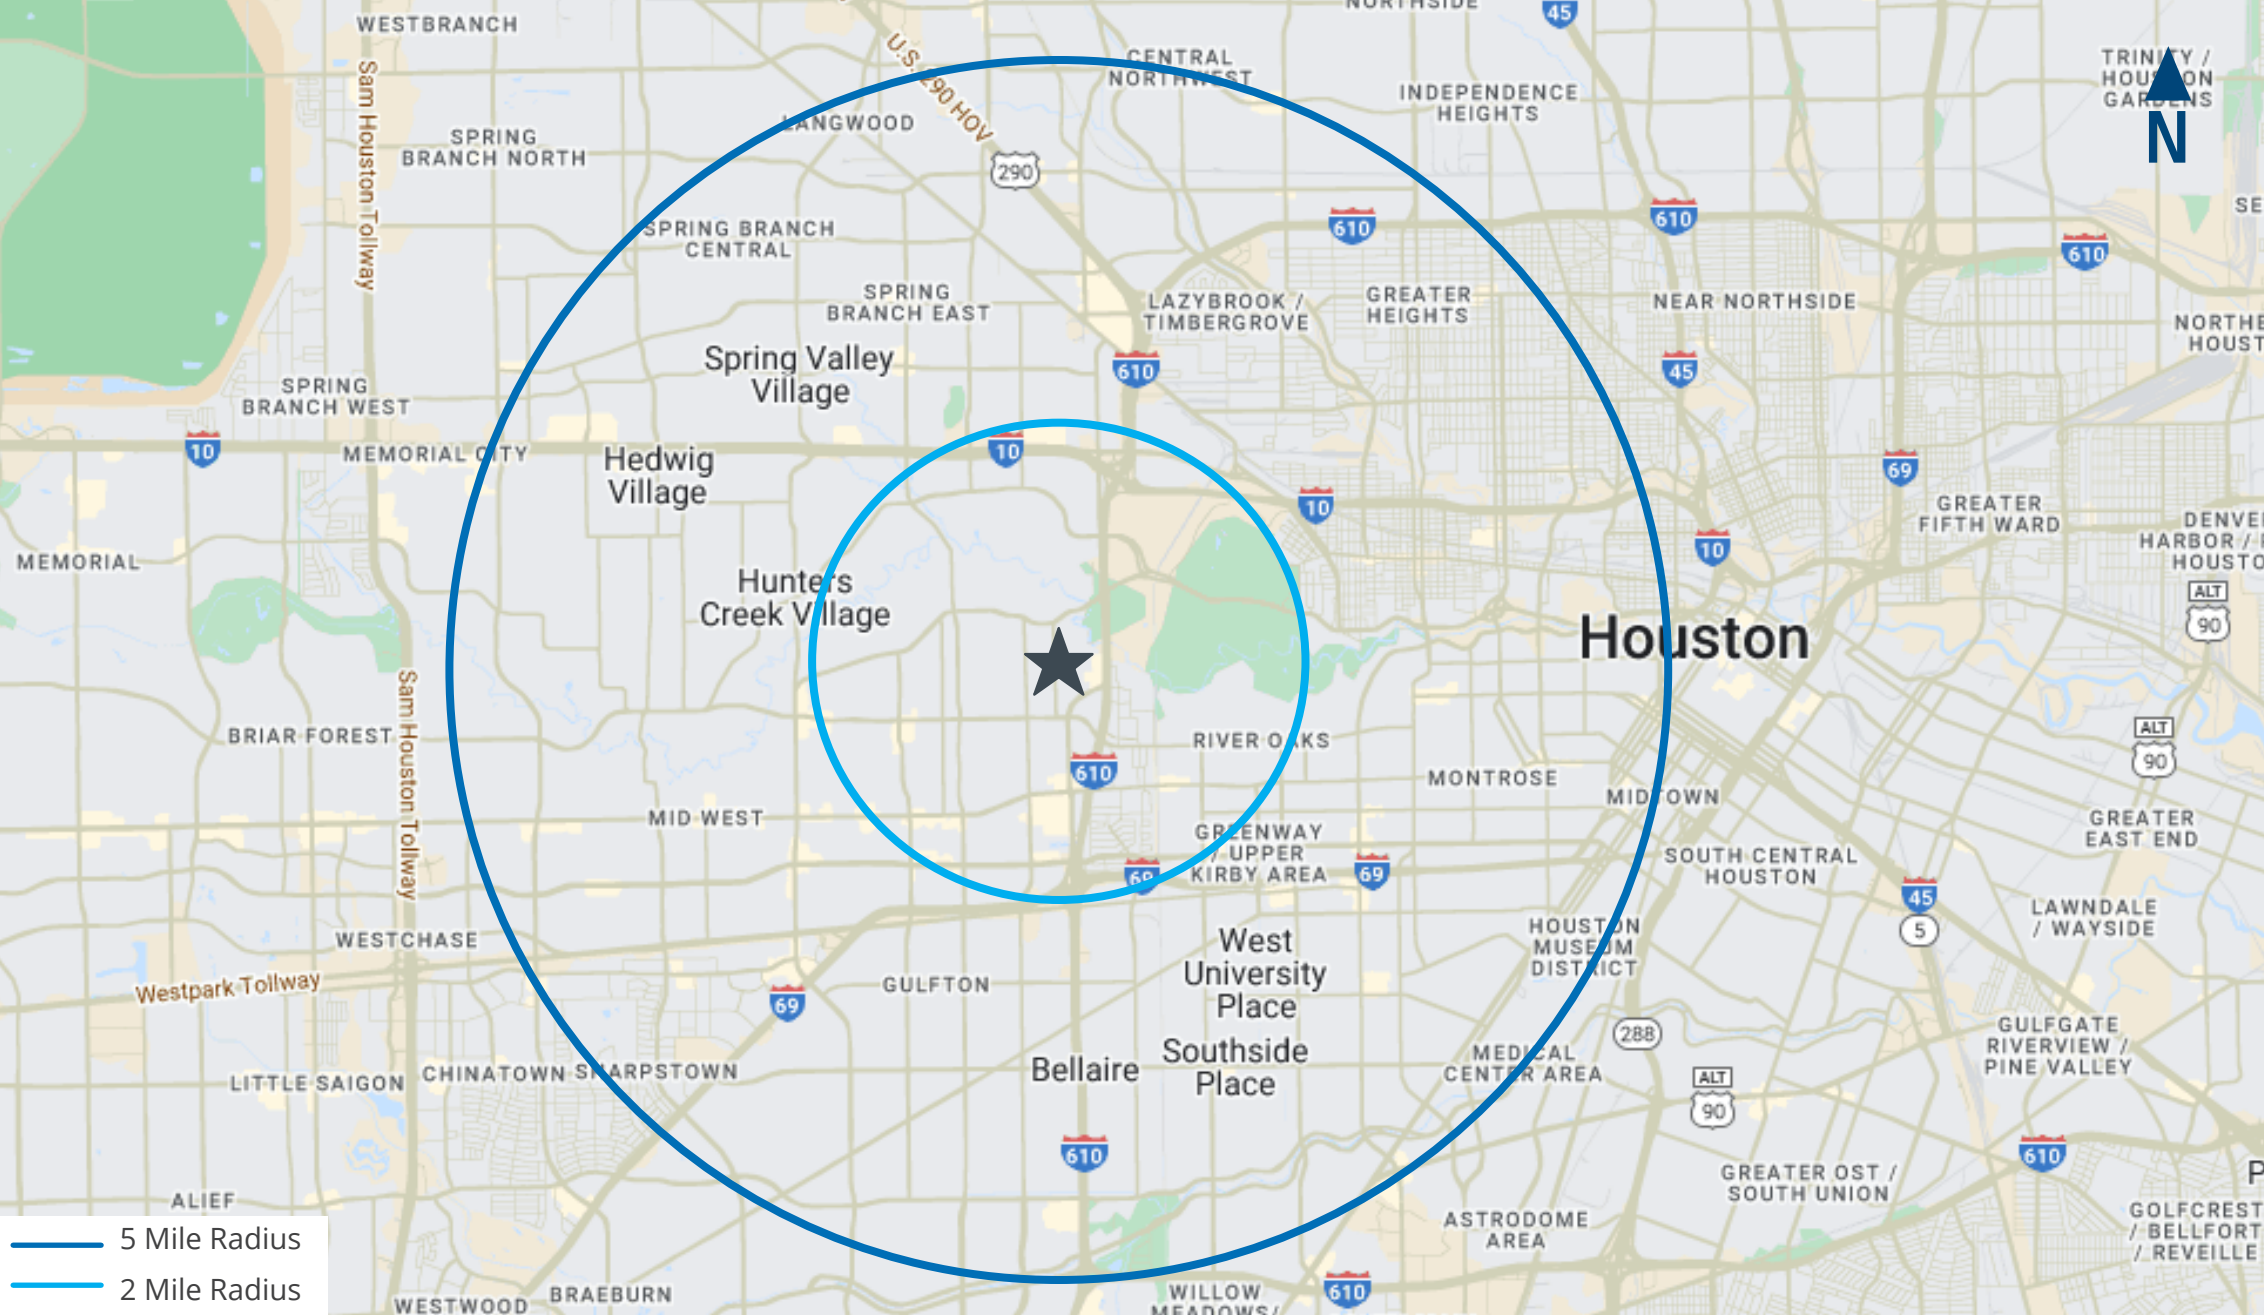 WESTBRANCH
NORTHSIDE
45
U.S. 290 HOV
CENTRAL
NORTHWEST
TRINITY /
HOUSTON
GARDENS
N
Sam Houston Tollway
SPRING
BRANCH NORTH
LANGWOOD
290
INDEPENDENCE
HEIGHTS
SPRING BRANCH
CENTRAL
610
610
610
SPRING
BRANCH EAST
LAZYBROOK /
TIMBERGROVE
GREATER
HEIGHTS
NEAR NORTHSIDE
Spring Valley
Village
610
45
SPRING
BRANCH WEST
10
MEMORIAL CITY
Hedwig
Village
10
10
69
GREATER
FIFTH WARD
10
MEMORIAL
Hunters
Creek Village
Houston
ALT
90
Sam Houston Tollway
BRIAR FOREST
RIVER OAKS
610
MONTROSE
MIDTOWN
ALT
90
MID WEST
GREENWAY
/ UPPER
KIRBY AREA
69
69
SOUTH CENTRAL
HOUSTON
GREATER
EAST END
45
5
LAWNDALE
/ WAYSIDE
WESTCHASE
Westpark Tollway
GULFTON
69
West
University
Place
HOUSTON
MUSEUM
DISTRICT
288
GULFGATE
RIVERVIEW /
PINE VALLEY
LITTLE SAIGON
CHINATOWN
SHARPSTOWN
Bellaire
Southside
Place
MEDICAL
CENTER AREA
ALT
90
610
610
GREATER OST /
SOUTH UNION
ALIEF
ASTRODOME
AREA
GOLFCREST
/ BELLFORT
/ REVEILLE
5 Mile Radius
2 Mile Radius
WESTWOOD
BRAEBURN
WILLOW
MEADOWS/
610